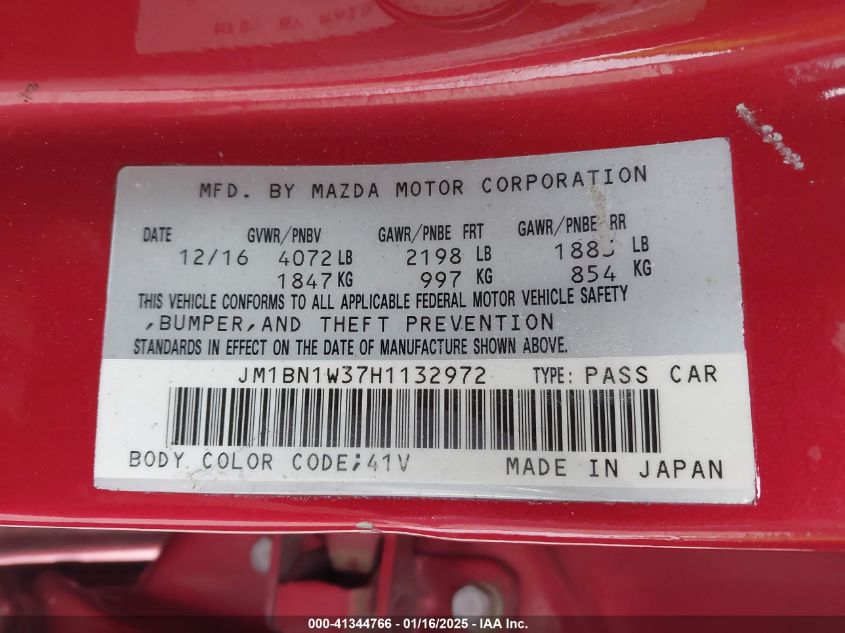 MFD. BY MAZDA MOTOR CORPORATION
DATE GVWR/PNBV GAWR/PNBE FRT GAWR/PNBE RR
12/16 4072 LB 2198 LB LB
1847 KG 997 KG 854 KG
THIS VEHICLE CONFORMS TO ALL APPLICABLE FEDERAL MOTOR VEHICLE SAFETY
,BUMPER,AND THEFT PREVENTION
STANDARDS IN EFFECT ON THE DATE OF MANUFACTURE SHOWN ABOVE.
JM1BN1W37H1132972 TYPE: PASS CAR
BODY COLOR CODE;41V MADE IN JAPAN
000-41344766 - 01/16/2025 - IAA Inc.